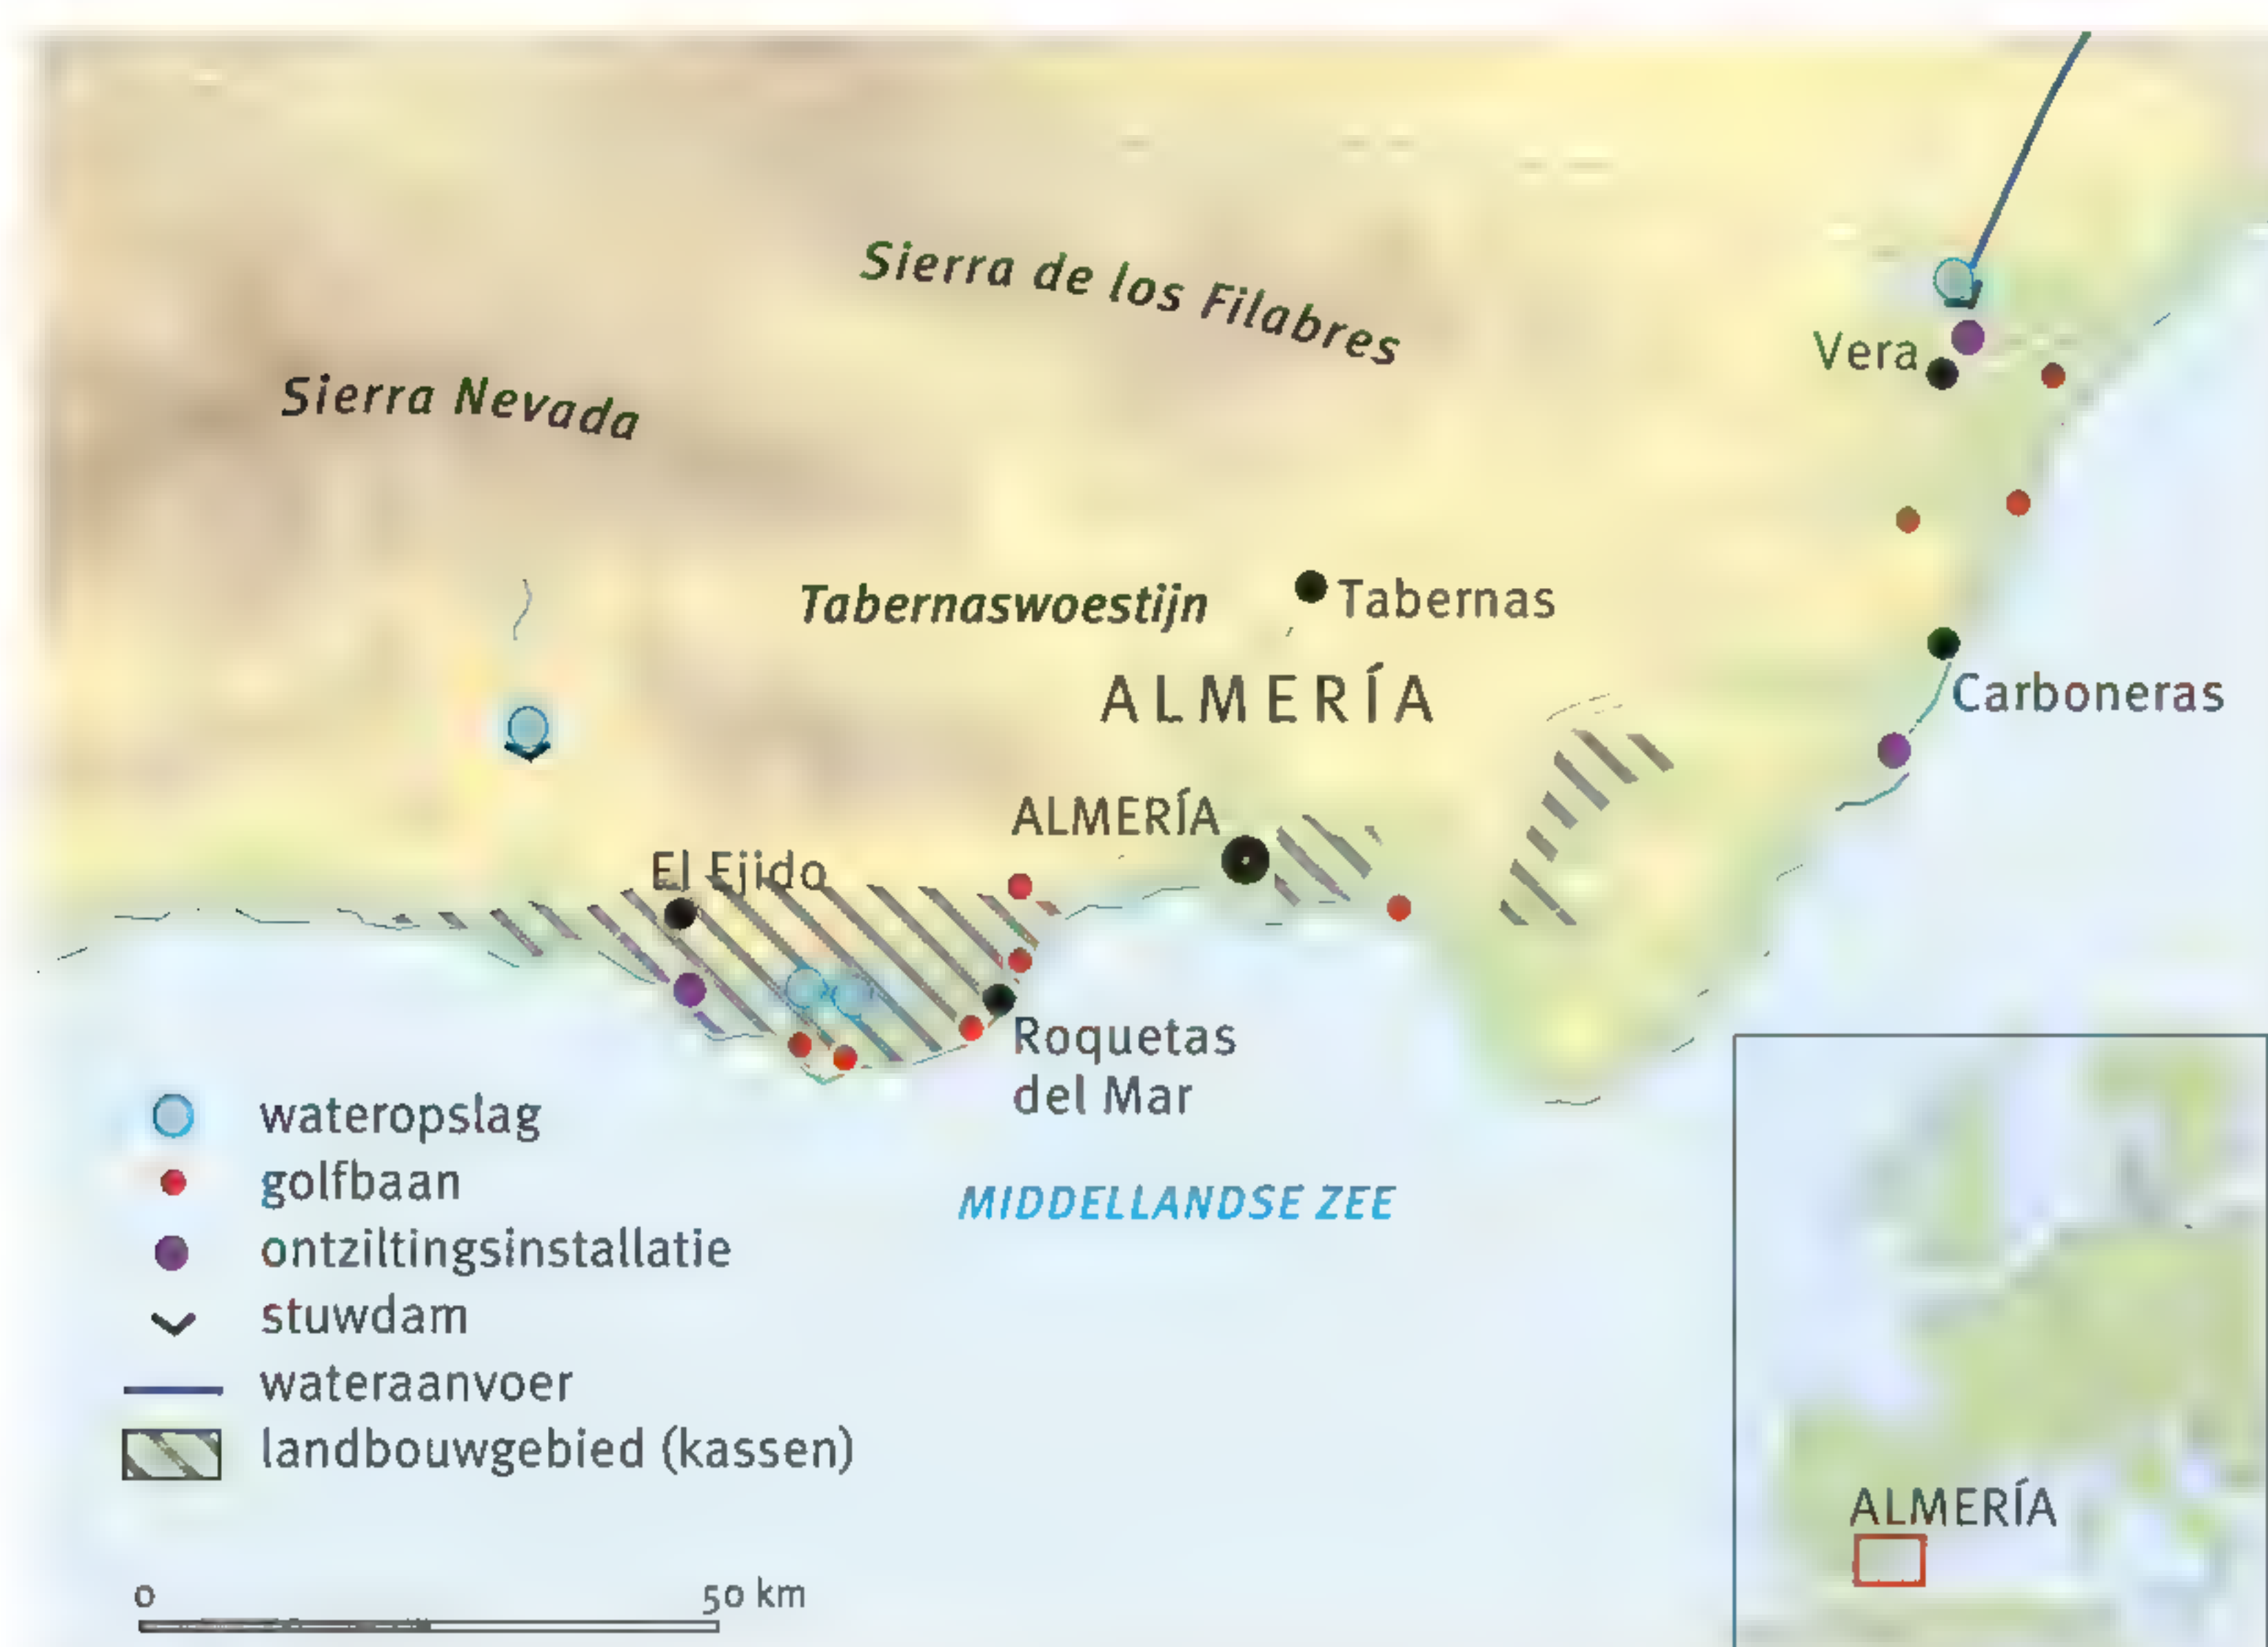 Sierra de los Filabres
Sierra Nevada
Vera
Tabernaswoestijn
Tabernas
ALMERÍA
Carboneras
ALMERÍA
El Ejido
Roquetas
del Mar
MIDDELLANDSE ZEE
wateropslag
golfbaan
ontziltingsinstallatie
stuwdam
wateraanvoer
landbouwgebied (kassen)
0 50 km
ALMERÍA